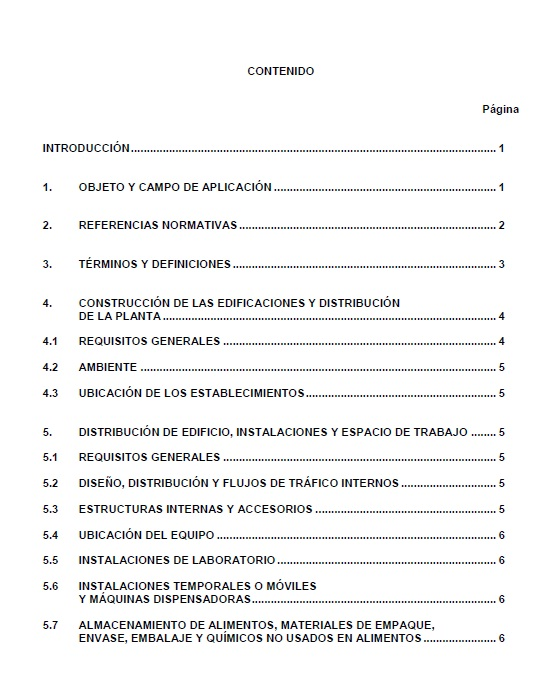 CONTENIDO
Página
INTRODUCCIÓN........................................................................................................................ 1
1. OBJETO Y CAMPO DE APLICACIÓN ......................................................................... 1
2. REFERENCIAS NORMATIVAS .................................................................................... 2
3. TÉRMINOS Y DEFINICIONES ...................................................................................... 3
4. CONSTRUCCIÓN DE LAS EDIFICACIONES Y DISTRIBUCIÓN
DE LA PLANTA ............................................................................................................. 4
4.1 REQUISITOS GENERALES ......................................................................................... 4
4.2 AMBIENTE .................................................................................................................... 5
4.3 UBICACIÓN DE LOS ESTABLECIMIENTOS............................................................... 5
5. DISTRIBUCIÓN DE EDIFICIO, INSTALACIONES Y ESPACIO DE TRABAJO ........ 5
5.1 REQUISITOS GENERALES ......................................................................................... 5
5.2 DISEÑO, DISTRIBUCIÓN Y FLUJOS DE TRÁFICO INTERNOS ............................... 5
5.3 ESTRUCTURAS INTERNAS Y ACCESORIOS ........................................................... 5
5.4 UBICACIÓN DEL EQUIPO ........................................................................................... 6
5.5 INSTALACIONES DE LABORATORIO ........................................................................ 6
5.6 INSTALACIONES TEMPORALES O MÓVILES
Y MÁQUINAS DISPENSADORAS................................................................................ 6
5.7 ALMACENAMIENTO DE ALIMENTOS, MATERIALES DE EMPAQUE,
ENVASE, EMBALAJE Y QUÍMICOS NO USADOS EN ALIMENTOS ........................ 6